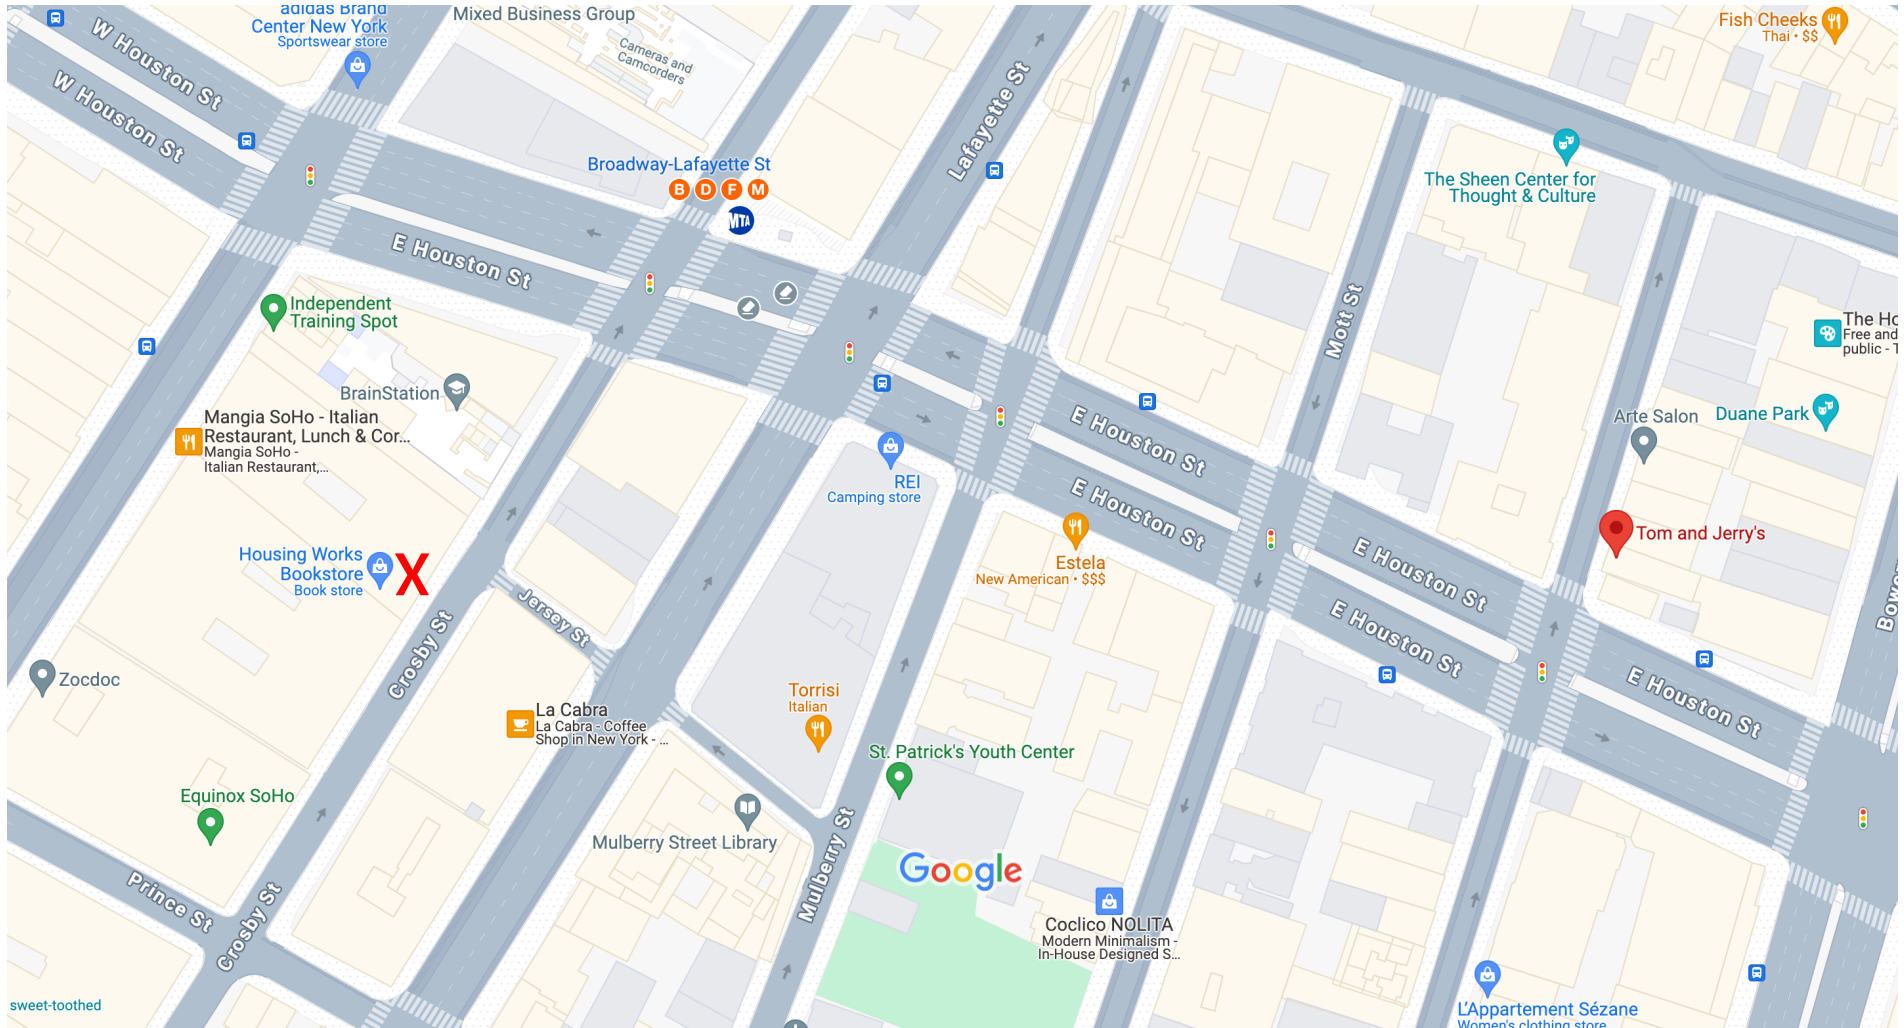 adidas Brand
Center New York
Sportswear store
Mixed Business Group
Cameras and
Camcorders
Fish Cheeks
Thai • $$
W Houston St
W Houston St
Lafayette St
Broadway-Lafayette St
B D F M
MTA
The Sheen Center for
Thought & Culture
E Houston St
Independent
Training Spot
Mott St
The Ho
Free and
public - T
BrainStation
Mangia SoHo - Italian
Restaurant, Lunch & Cor...
Mangia SoHo -
Italian Restaurant,...
Arte Salon
Duane Park
E Houston St
REI
Camping store
E Houston St
Tom and Jerry's
Housing Works
Bookstore
Book store
X
Estela
New American • $$$
E Houston St
E Houston St
Jersey St
Crosby St
Bow
Zocdoc
E Houston St
Torrisi
Italian
La Cabra
La Cabra - Coffee
Shop in New York - ...
St. Patrick's Youth Center
Equinox SoHo
Mulberry Street Library
Mulberry St
Google
Prince St
Crosby St
Coclico NOLITA
Modern Minimalism -
In-House Designed S...
sweet-toothed
L'Appartement Sézane
Women's clothing store